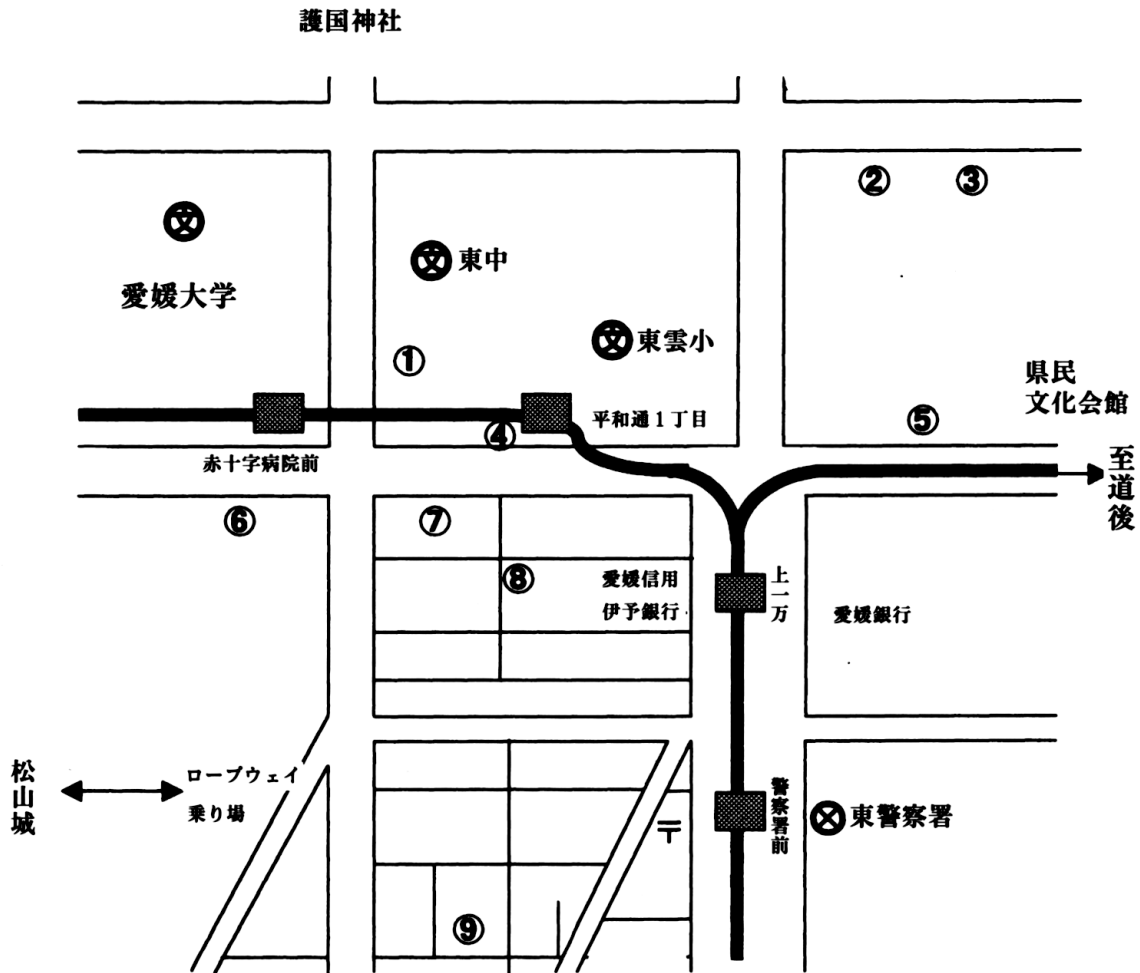 護国神社
②
③
文
愛媛大学
文
東中
①
文
東雲小
県民
文化会館
⑤
平和通1丁目
④
赤十字病院前
至道後
⑥
⑦
⑧
愛媛信用
伊予銀行
上一万
愛媛銀行
松山城
ロープウェイ
乗り場
〒
警察署前
東警察署
⑨